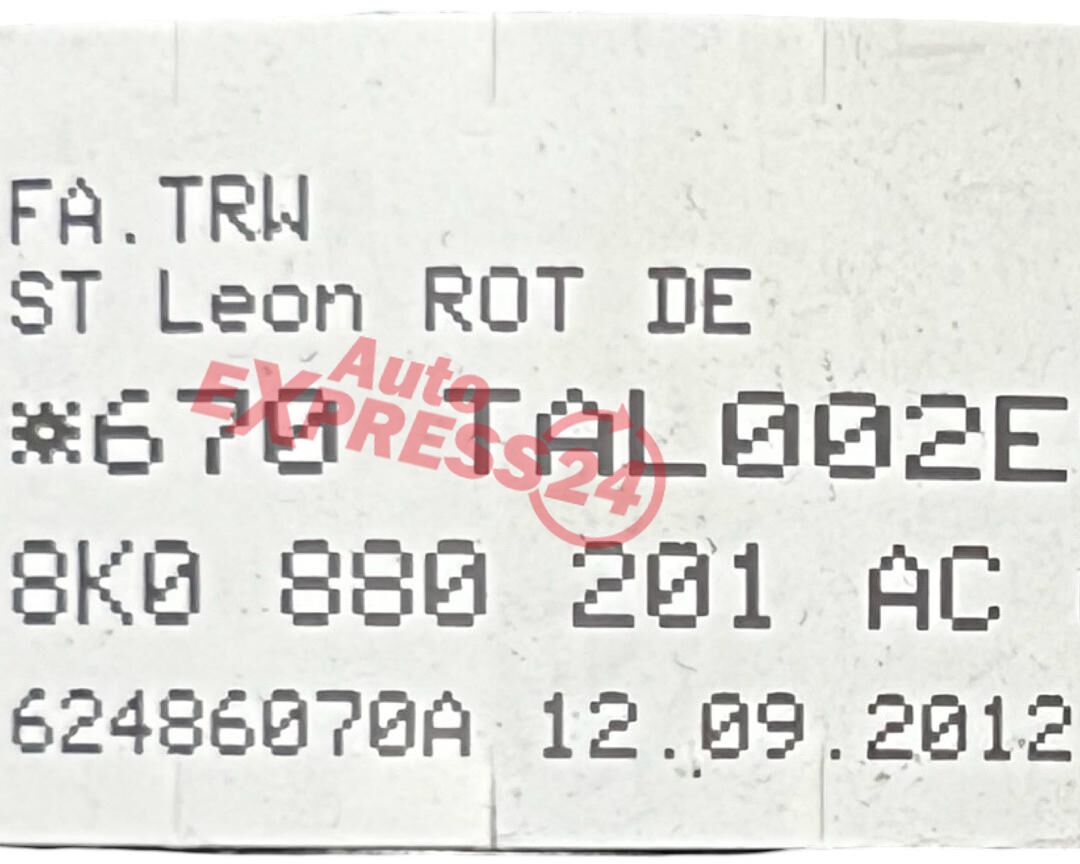 FA.TRW
ST Leon ROT DE
*670 TAL002E
8K0 880 201 AC
62486070A 12.09.2012
Auto
EXPRESS24